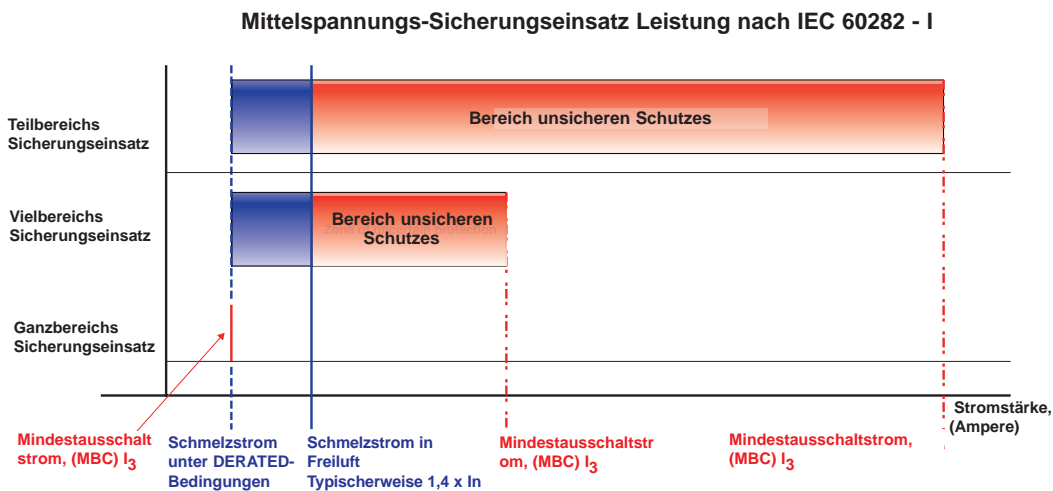 Mittelspannungs-Sicherungseinsatz Leistung nach IEC 60282 - I
Teilbereichs
Sicherungseinsatz
Bereich unsicheren Schutzes
Vielbereichs
Sicherungseinsatz
Bereich unsicheren
Schutzes
Ganzbereichs
Sicherungseinsatz
Stromstärke,
(Ampere)
Mindestausschalt
strom, (MBC) I3
Schmelzstrom
unter DERATED-
Bedingungen
Schmelzstrom in
Freiluft
Typischerweise 1,4 x In
Mindestausschaltstr
om, (MBC) I3
Mindestausschaltstrom,
(MBC) I3